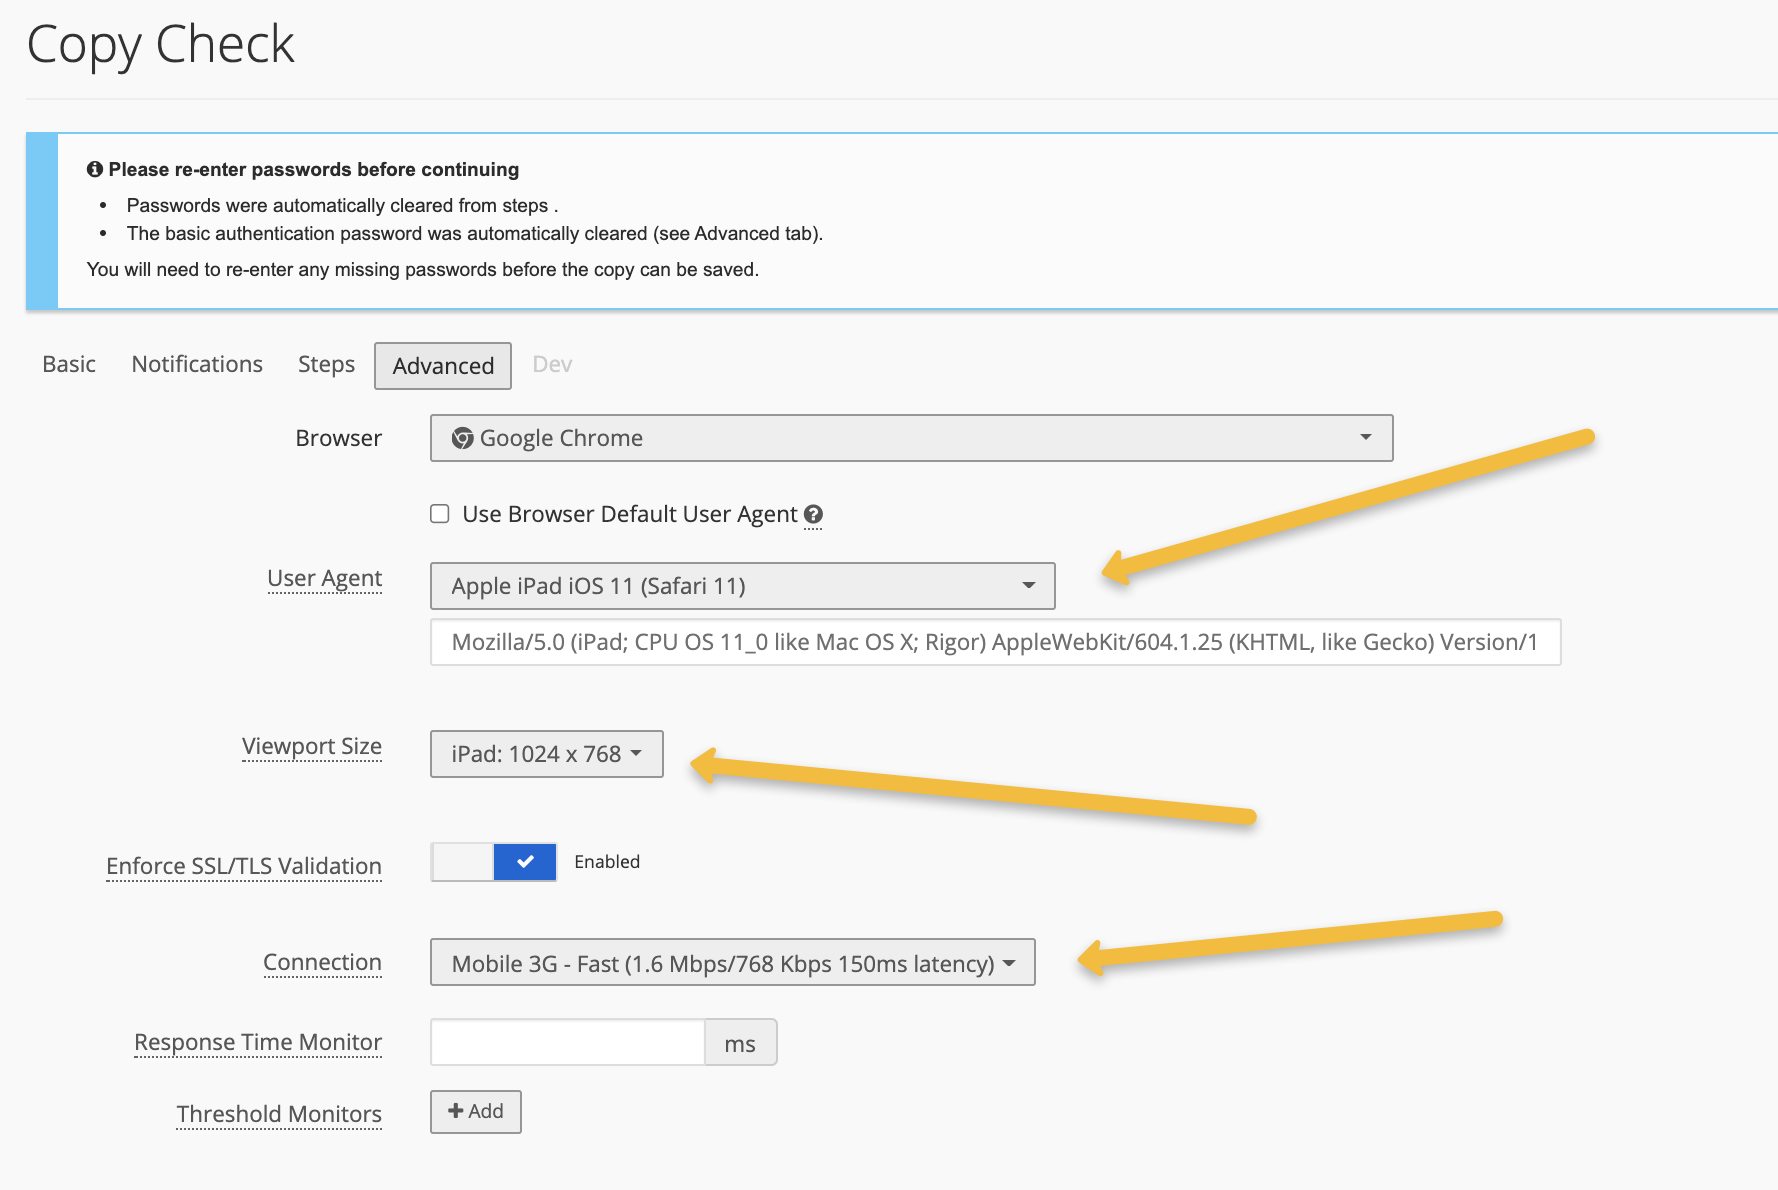 Copy Check
Please re-enter passwords before continuing
• Passwords were automatically cleared from steps .
• The basic authentication password was automatically cleared (see Advanced tab).
You will need to re-enter any missing passwords before the copy can be saved.
Basic Notifications Steps Advanced Dev
Browser Google Chrome
Use Browser Default User Agent ?
User Agent Apple iPad iOS 11 (Safari 11)
Mozilla/5.0 (iPad; CPU OS 11_0 like Mac OS X; Rigor) AppleWebKit/604.1.25 (KHTML, like Gecko) Version/1
Viewport Size iPad: 1024 x 768
Enforce SSL/TLS Validation Enabled
Connection Mobile 3G - Fast (1.6 Mbps/768 Kbps 150ms latency)
Response Time Monitor ms
Threshold Monitors + Add